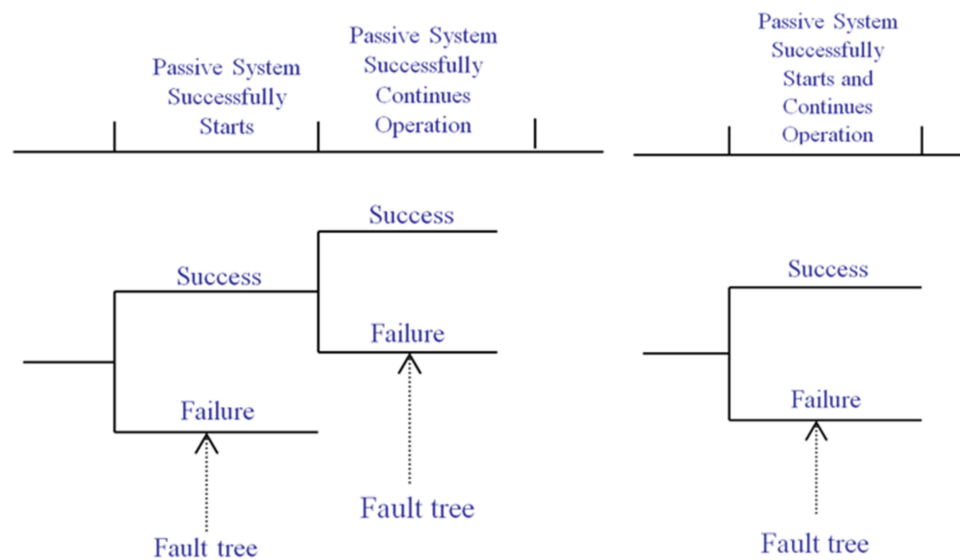 Passive System
Successfully
Starts
Passive System
Successfully
Continues
Operation
Passive System
Successfully
Starts and
Continues
Operation
Success
Success
Failure
Failure
Fault tree
Fault tree
Success
Failure
Fault tree